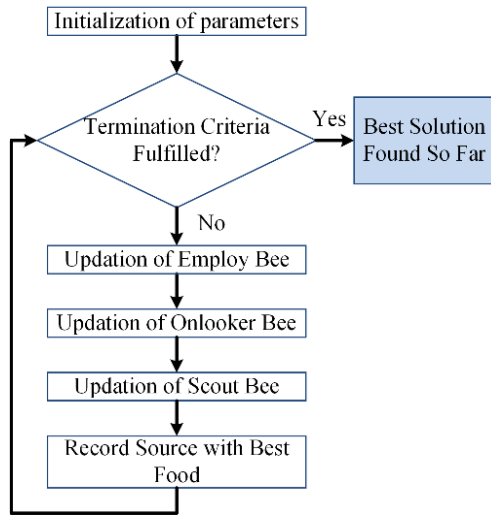 Initialization of parameters
Termination Criteria
Fulfilled?
Yes
Best Solution
Found So Far
No
Updation of Employ Bee
Updation of Onlooker Bee
Updation of Scout Bee
Record Source with Best
Food